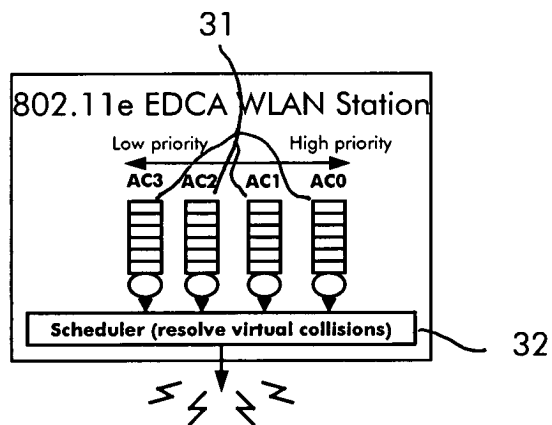 31
802.11e EDCA WLAN Station
Low priority High priority
AC3 AC2 AC1 AC0
Scheduler (resolve virtual collisions)
32